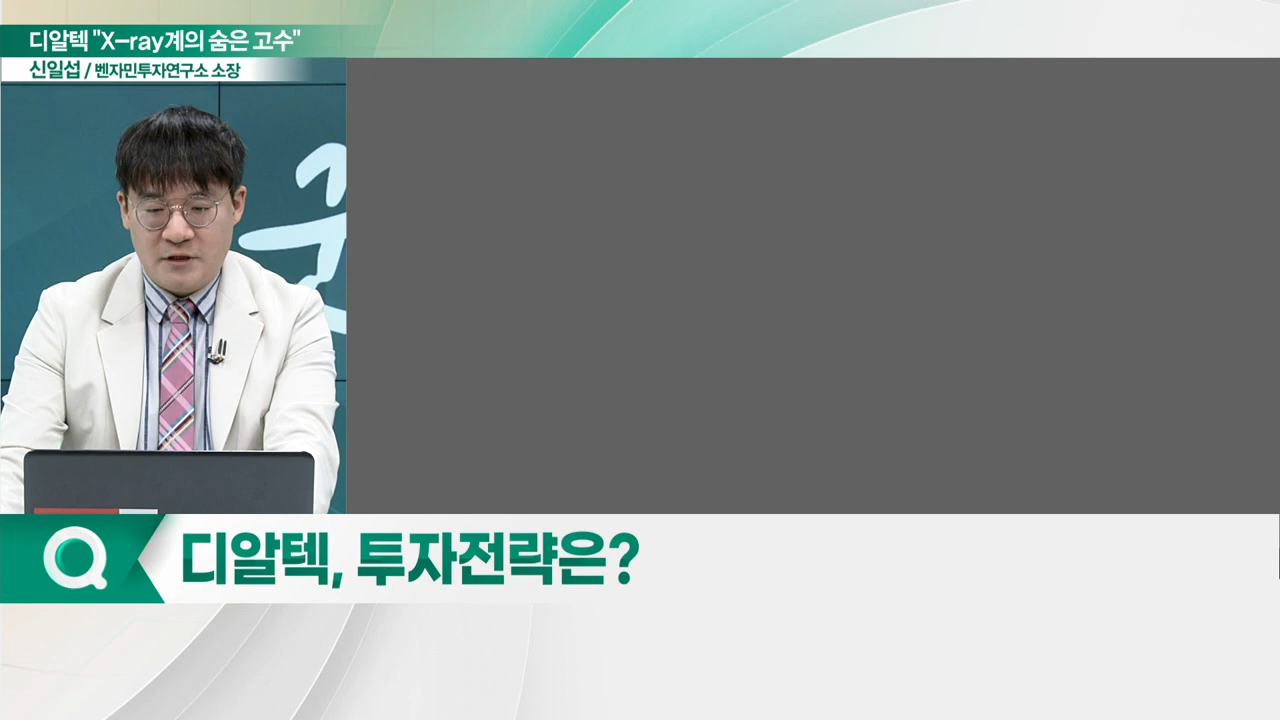 디알텍 "X-ray계의 숨은 고수"
신일섭 / 벤자민투자연구소 소장
Q 디알텍, 투자전략은?